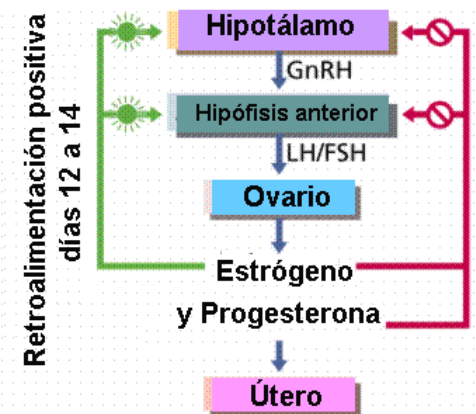 Hipotálamo
GnRH
Hipófisis anterior
LH/FSH
Ovario
Estrógeno
y Progesterona
Útero
Retroalimentación positiva
días 12 a 14